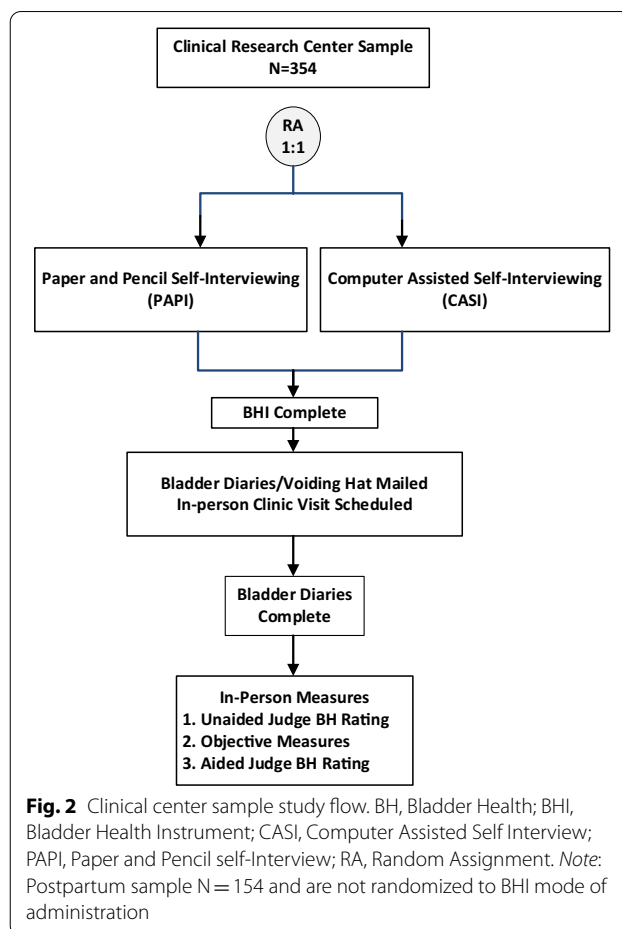 Clinical Research Center Sample
N=354
RA
1:1
Paper and Pencil Self-Interviewing
(PAPI)
Computer Assisted Self-Interviewing
(CASI)
BHI Complete
Bladder Diaries/Voiding Hat Mailed
In-person Clinic Visit Scheduled
Bladder Diaries
Complete
In-Person Measures
1. Unaided Judge BH Rating
2. Objective Measures
3. Aided Judge BH Rating
Fig. 2 Clinical center sample study flow. BH, Bladder Health; BHI,
Bladder Health Instrument; CASI, Computer Assisted Self Interview;
PAPI, Paper and Pencil self-Interview; RA, Random Assignment. Note:
Postpartum sample N = 154 and are not randomized to BHI mode of
administration